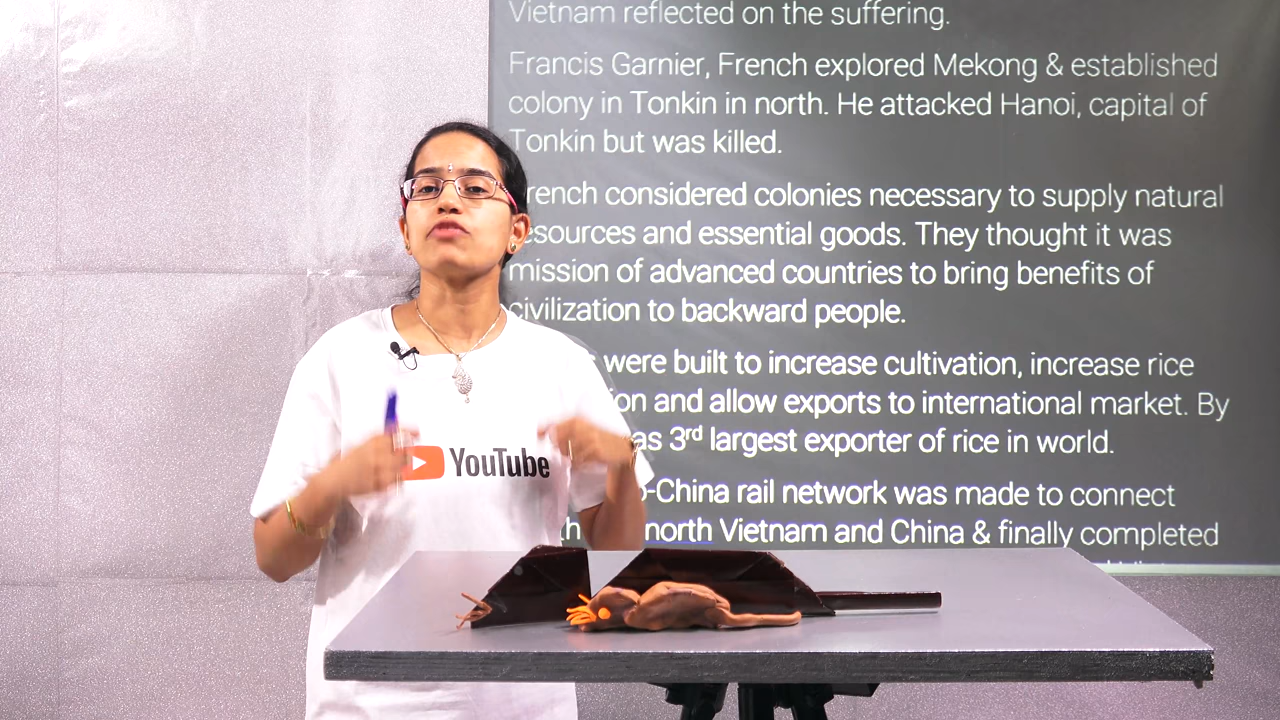 Vietnam reflected on the suffering.
Francis Garnier, French explored Mekong & established
colony in Tonkin in north. He attacked Hanoi, capital of
Tonkin but was killed.
rench considered colonies necessary to supply natural
esources and essential goods. They thought it was
mission of advanced countries to bring benefits of
civilization to backward people.
were built to increase cultivation, increase rice
ion and allow exports to international market. By
as 3rd largest exporter of rice in world.
YouTube
o-China rail network was made to connect
north Vietnam and China & finally completed